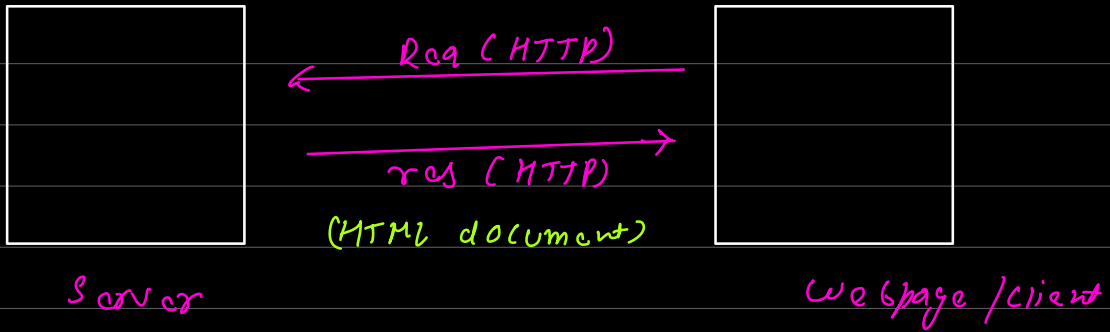 Req (HTTP)
res (HTTP)
(HTML document)
Server
webpage/client